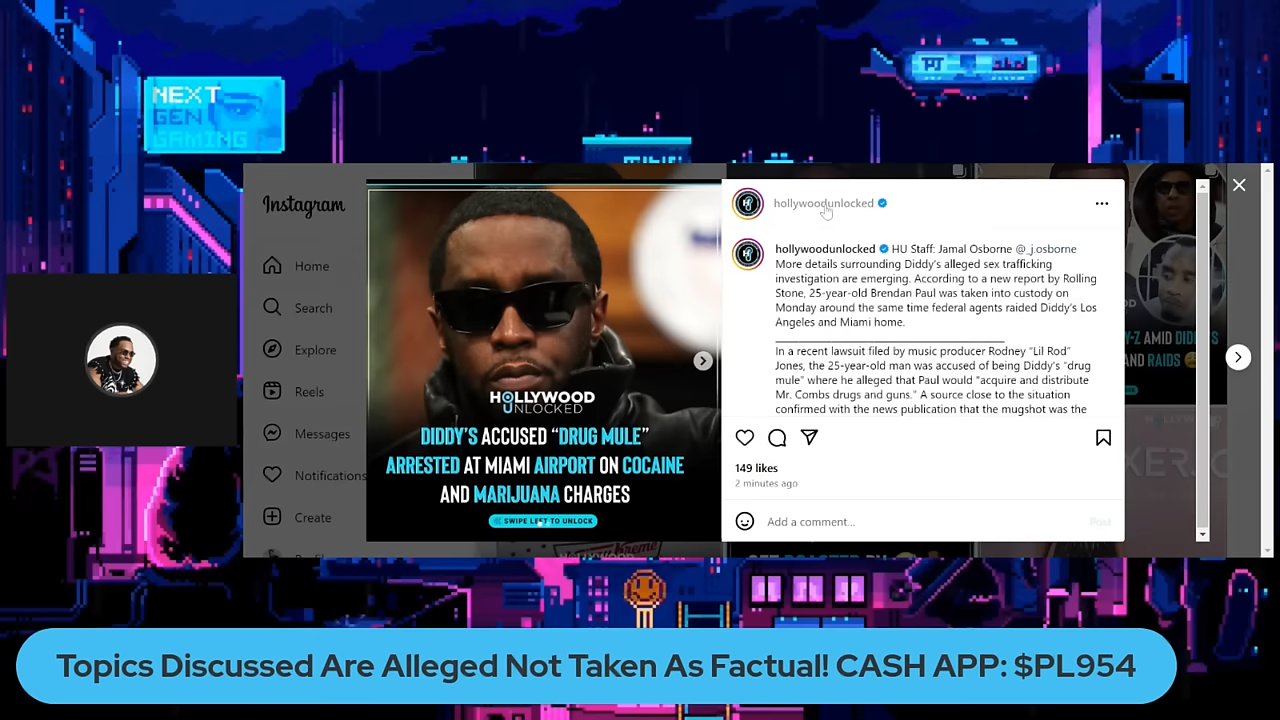 NEXT
GEN
GAMING
Instagram
Home
Search
Explore
Reels
Messages
Notifications
Create
HOLLYWOOD
UNLOCKED
DIDDY'S ACCUSED “DRUG MULE”
ARRESTED AT MIAMI AIRPORT ON COCAINE
AND MARIJUANA CHARGES
SWIPE LEFT TO UNLOCK
hollywoodunlocked
hollywoodunlocked HU Staff: Jamal Osborne @_j.osborne
More details surrounding Diddy's alleged sex trafficking
investigation are emerging. According to a new report by Rolling
Stone, 25-year-old Brendan Paul was taken into custody on
Monday around the same time federal agents raided Diddy's Los
Angeles and Miami home.
In a recent lawsuit filed by music producer Rodney “Lil Rod”
Jones, the 25-year-old man was accused of being Diddy's “drug
mule” where he alleged that Paul would “acquire and distribute
Mr. Combs drugs and guns.” A source close to the situation
confirmed with the news publication that the mugshot was the
149 likes
2 minutes ago
Add a comment...
Post
Y-Z AMID DIDDY'S
AND RAIDS
Topics Discussed Are Alleged Not Taken As Factual! CASH APP: $PL954